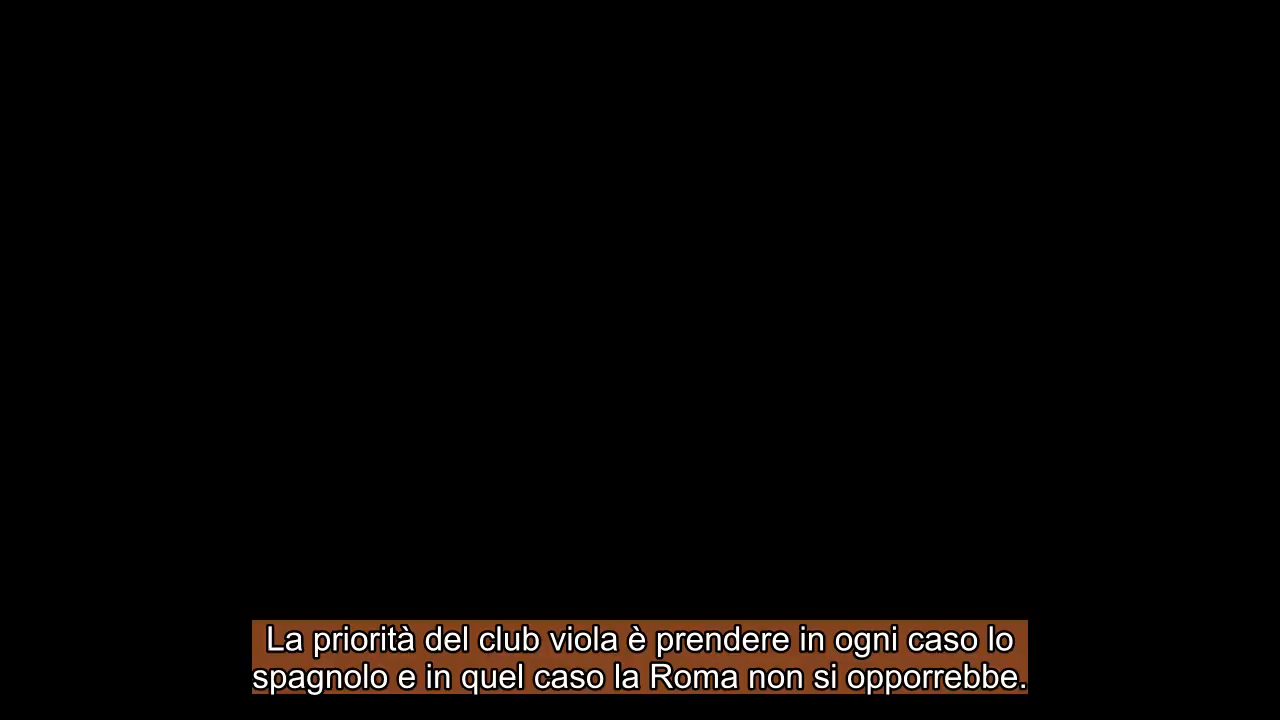 La priorità del club viola è prendere in ogni caso lo
spagnolo e in quel caso la Roma non si opporrebbe.